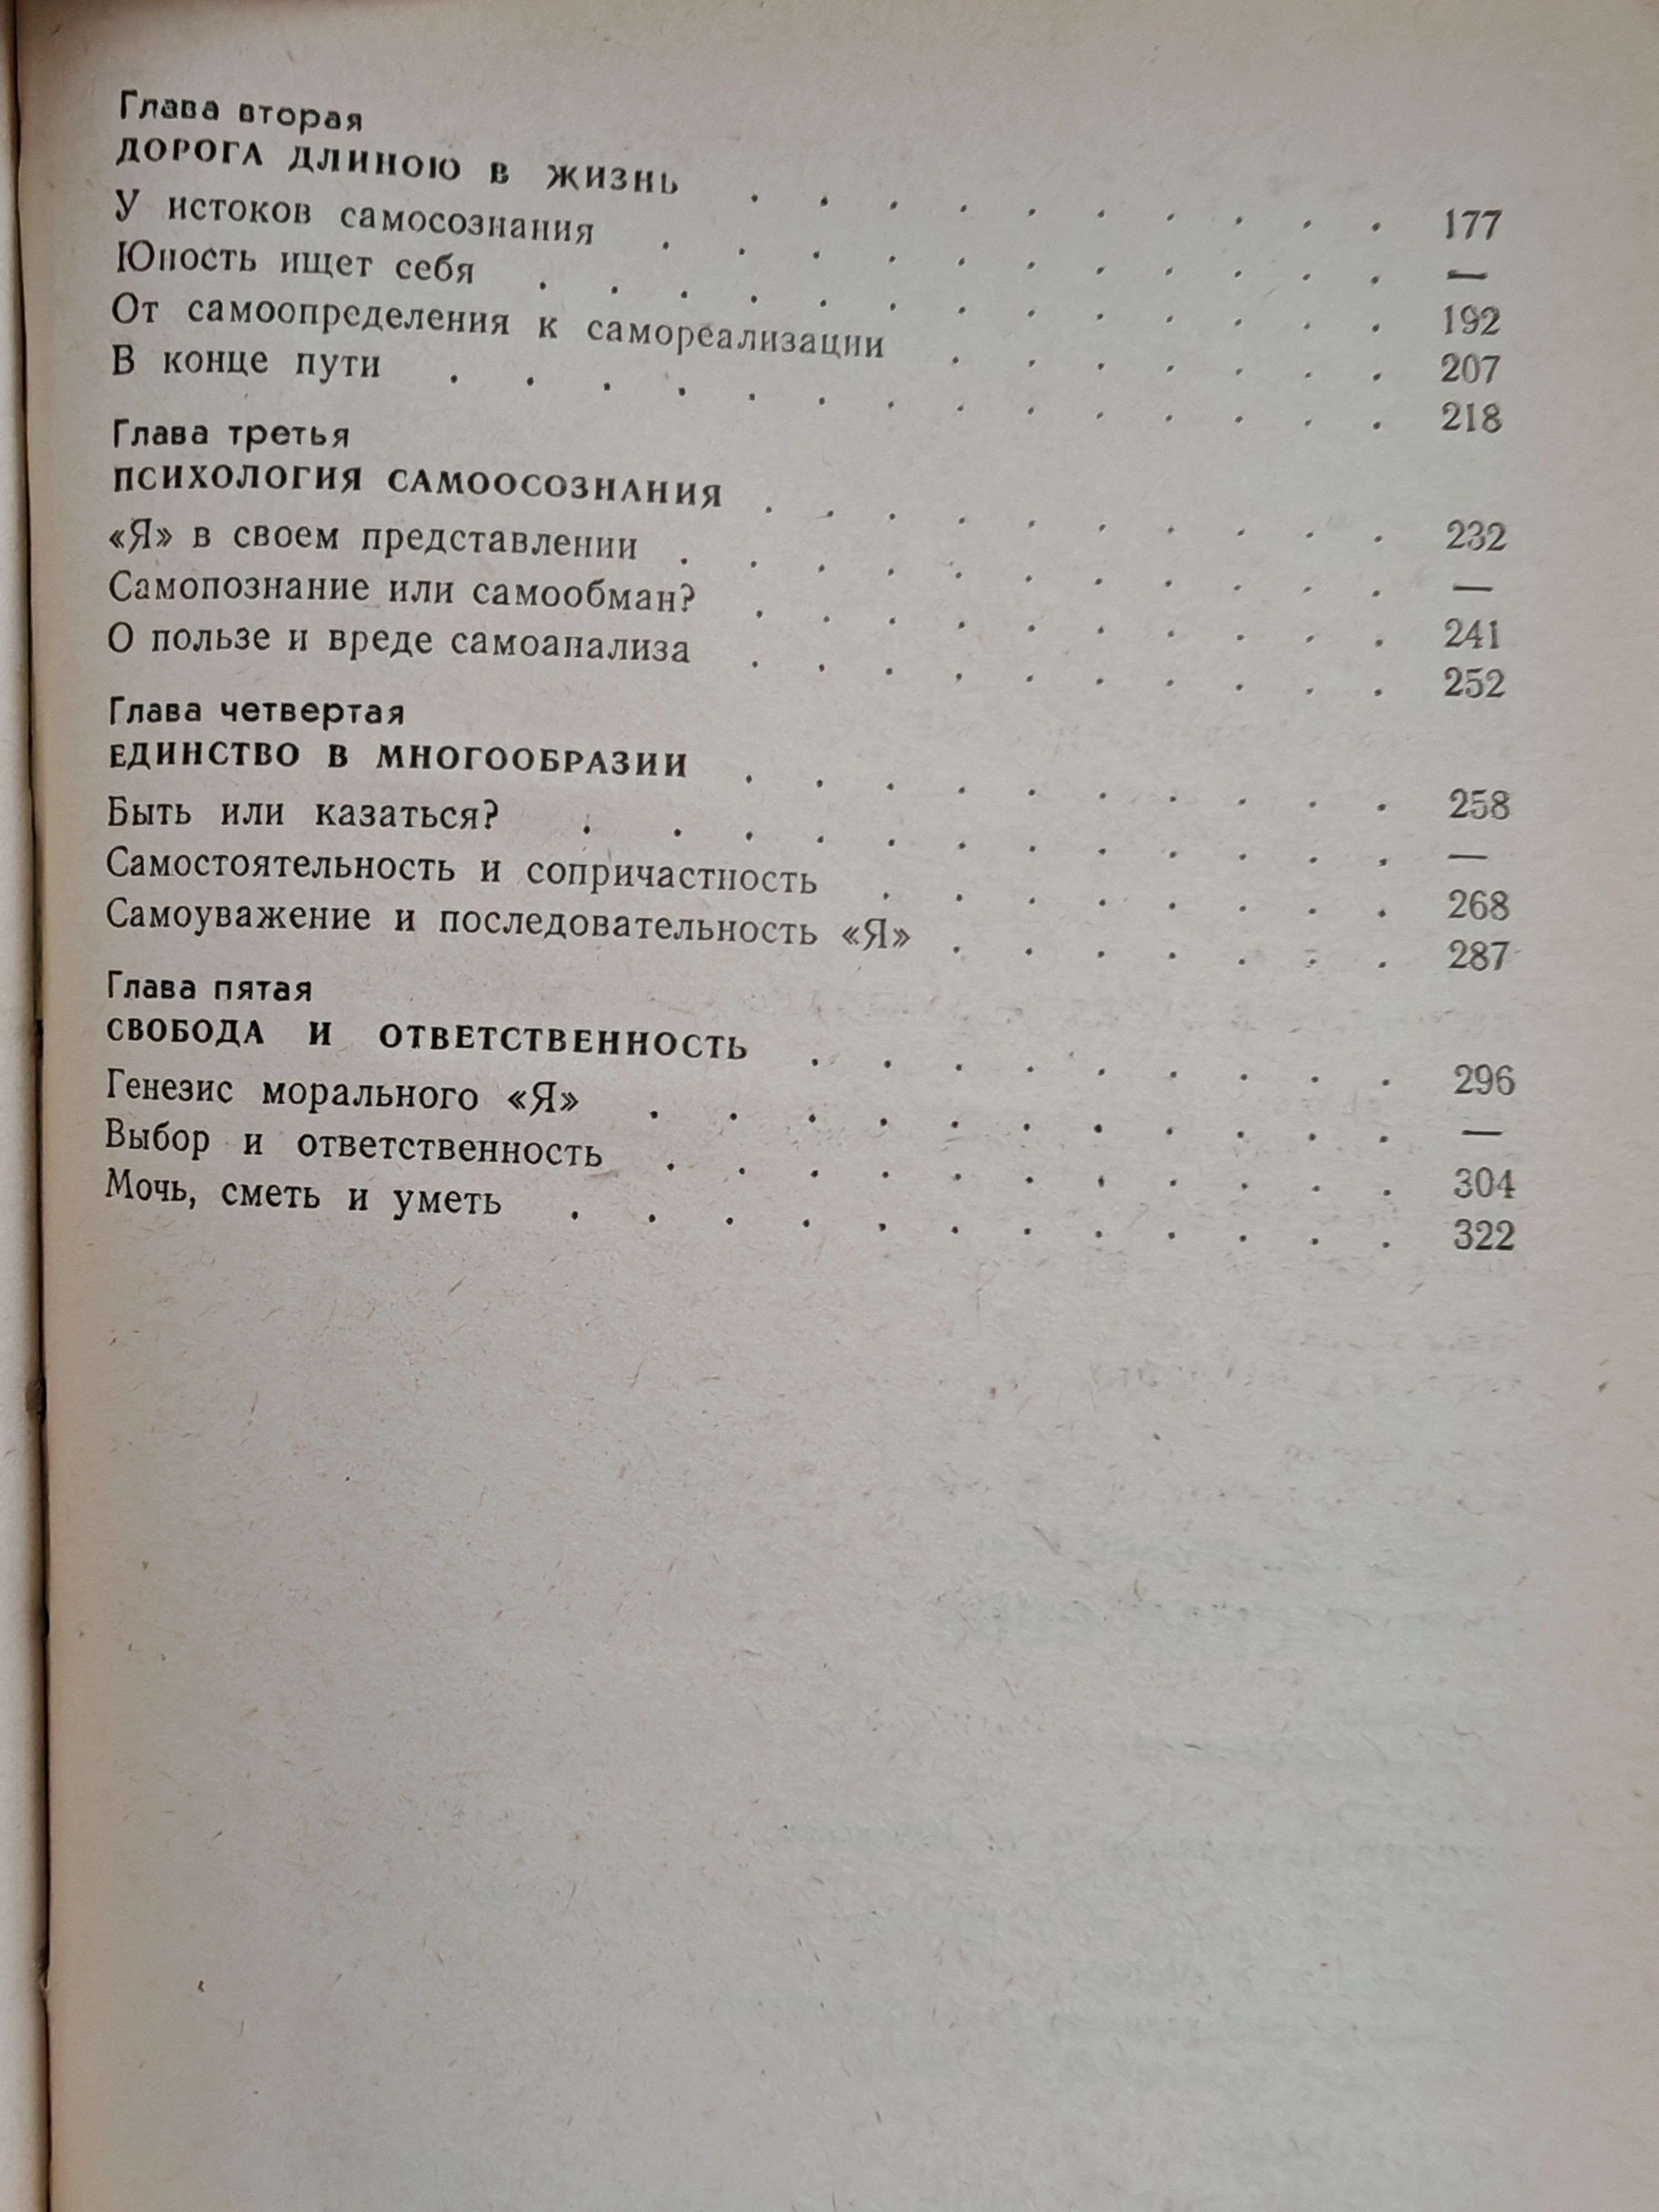 Глава вторая
ДОРОГА ДЛИНОЮ В ЖИЗНЬ . . . . . . . . . . 177
У истоков самосознания . . . . . . . . . . . —
Юность ищет себя . . . . . . . . . . . . . 192
От самоопределения к самореализации . . . . . . . 207
В конце пути . . . . . . . . . . . . . . 218
Глава третья
ПСИХОЛОГИЯ САМООСОЗНАНИЯ . . . . . . . . . . 232
«Я» в своем представлении . . . . . . . . . . . —
Самопознание или самообман? . . . . . . . . . . 241
О пользе и вреде самоанализа . . . . . . . . . . 252
Глава четвертая
ЕДИНСТВО В МНОГООБРАЗИИ . . . . . . . . . . 258
Быть или казаться? . . . . . . . . . . . . —
Самостоятельность и сопричастность . . . . . . . . 268
Самоуважение и последовательность «Я» . . . . . . . 287
Глава пятая
СВОБОДА И ОТВЕТСТВЕННОСТЬ . . . . . . . . . 296
Генезис морального «Я» . . . . . . . . . . . —
Выбор и ответственность . . . . . . . . . . . 304
Мочь, сметь и уметь . . . . . . . . . . . . 322